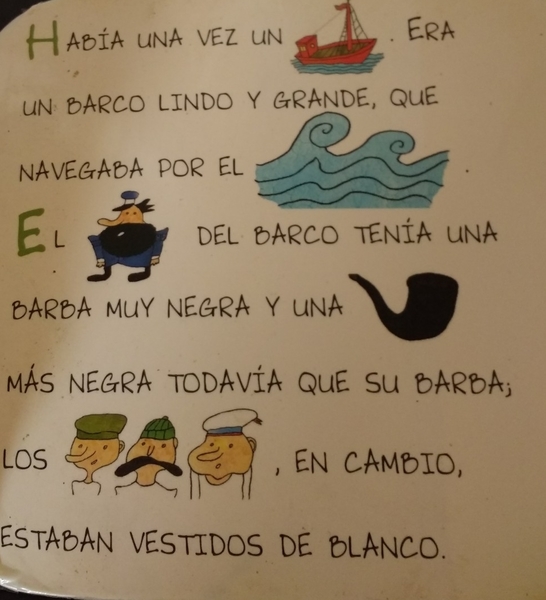 HABÍA UNA VEZ UN . ERA
UN BARCO LINDO Y GRANDE, QUE
NAVEGABA POR EL .
EL DEL BARCO TENÍA UNA
BARBA MUY NEGRA Y UNA
MÁS NEGRA TODAVÍA QUE SU BARBA;
LOS , EN CAMBIO,
ESTABAN VESTIDOS DE BLANCO.